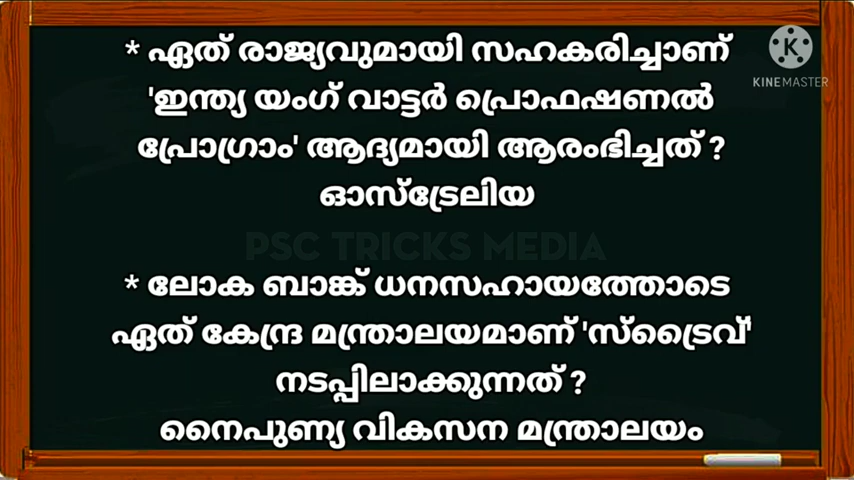 * ഏത് രാജ്യവുമായി സഹകരിച്ചാണ്
KINEMASTER
'ഇന്ത്യ യംഗ് വാട്ടർ പ്രൊഫഷണൽ
പ്രോഗ്രാം' ആദ്യമായി ആരംഭിച്ചത് ?
ഓസ്ട്രേലിയ
PSC TRICKS MEDIA
* ലോക ബാങ്ക് ധനസഹായത്തോടെ
ഏത് കേന്ദ്ര മന്ത്രാലയമാണ് 'സ്ട്രൈവ്'
നടപ്പിലാക്കുന്നത് ?
നൈപുണ്യ വികസന മന്ത്രാലയം